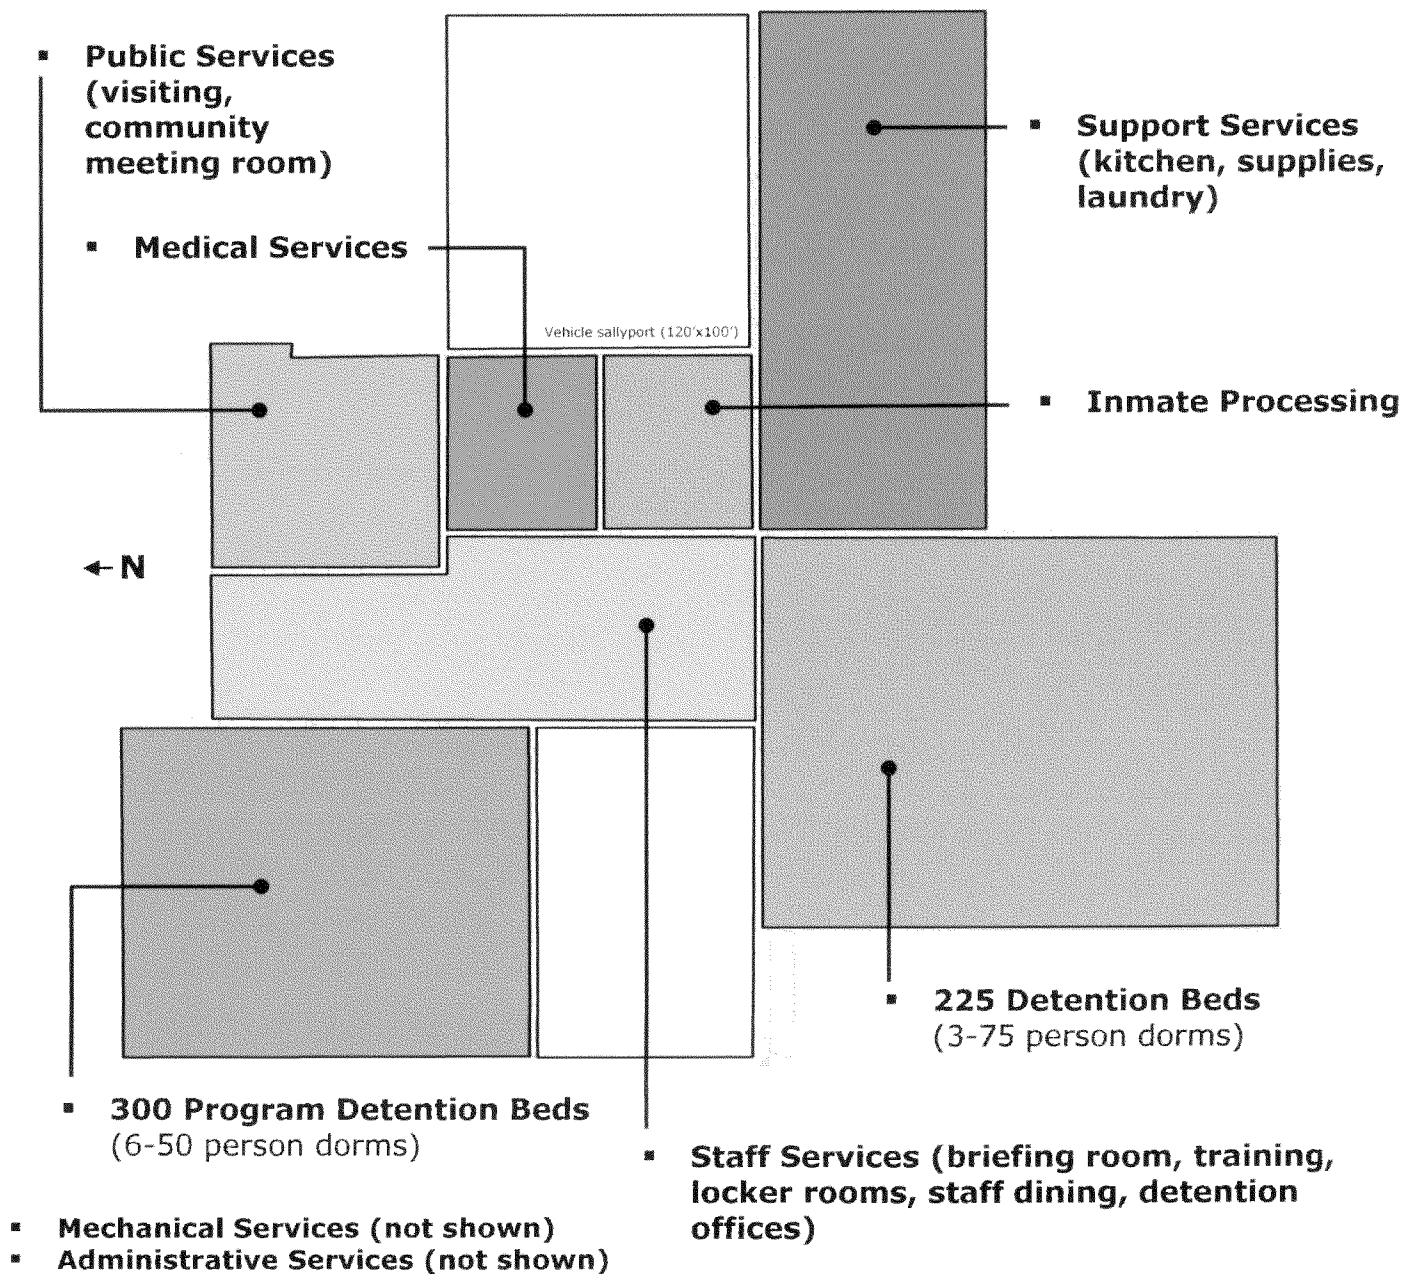 ▪ Public Services
(visiting,
community
meeting room)
▪ Support Services
(kitchen, supplies,
laundry)
▪ Medical Services
Vehicle sallyport (120'x100')
▪ Inmate Processing
N
▪ 225 Detention Beds
(3-75 person dorms)
▪ 300 Program Detention Beds
(6-50 person dorms)
▪ Staff Services (briefing room, training,
locker rooms, staff dining, detention
offices)
▪ Mechanical Services (not shown)
▪ Administrative Services (not shown)